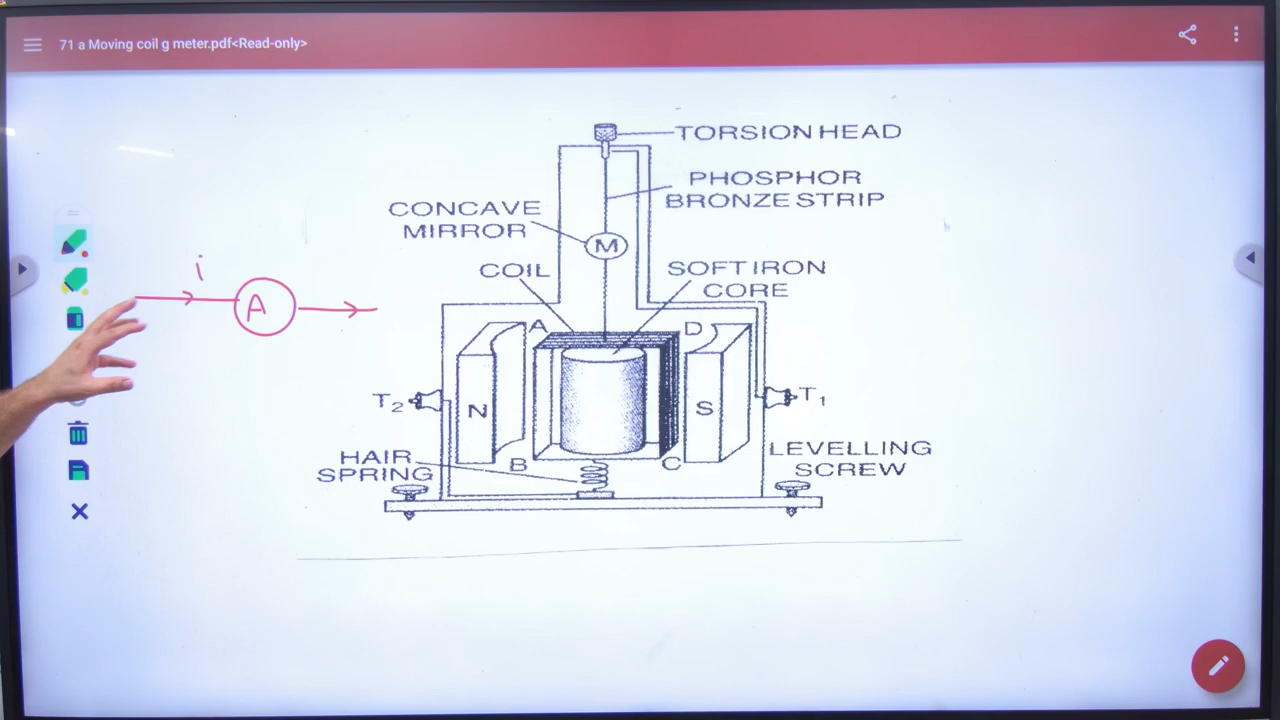 71 a Moving coil g meter.pdf<Read-only>
TORSION HEAD
PHOSPHOR
BRONZE STRIP
CONCAVE
MIRROR
M
COIL
SOFT IRON
CORE
i
A
A
D
T₂
N
S
T₁
HAIR
SPRING
B
C
LEVELLING
SCREW